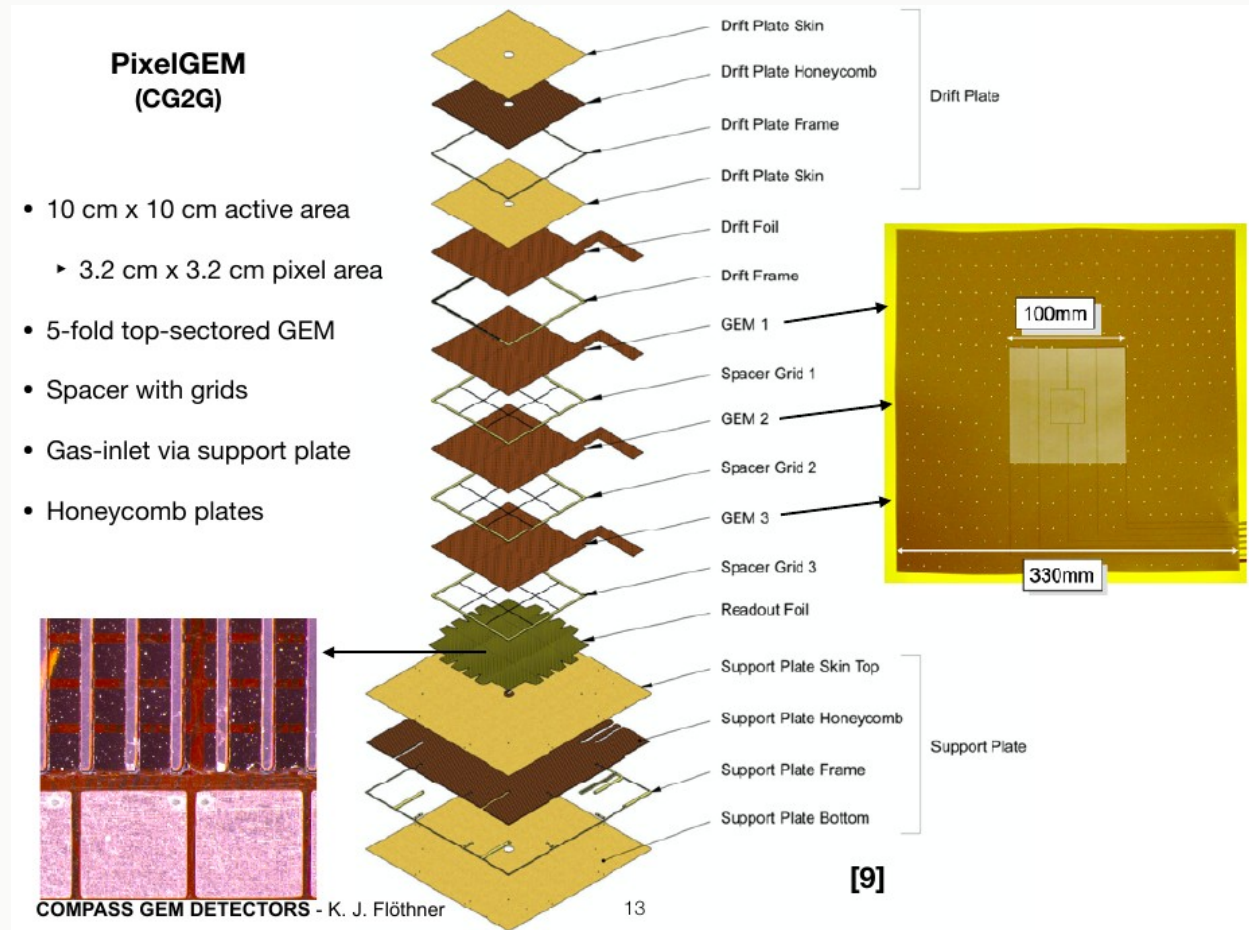 PixelGEM
(CG2G)
• 10 cm x 10 cm active area
‣ 3.2 cm x 3.2 cm pixel area
• 5-fold top-sectored GEM
• Spacer with grids
• Gas-inlet via support plate
• Honeycomb plates
Drift Plate Skin
Drift Plate Honeycomb
Drift Plate
Drift Plate Frame
Drift Plate Skin
Drift Foil
Drift Frame
GEM 1
Spacer Grid 1
GEM 2
Spacer Grid 2
GEM 3
Spacer Grid 3
Readout Foil
Support Plate Skin Top
Support Plate Honeycomb
Support Plate
Support Plate Frame
Support Plate Bottom
100mm
330mm
[9]
COMPASS GEM DETECTORS - K. J. Flöthner
13